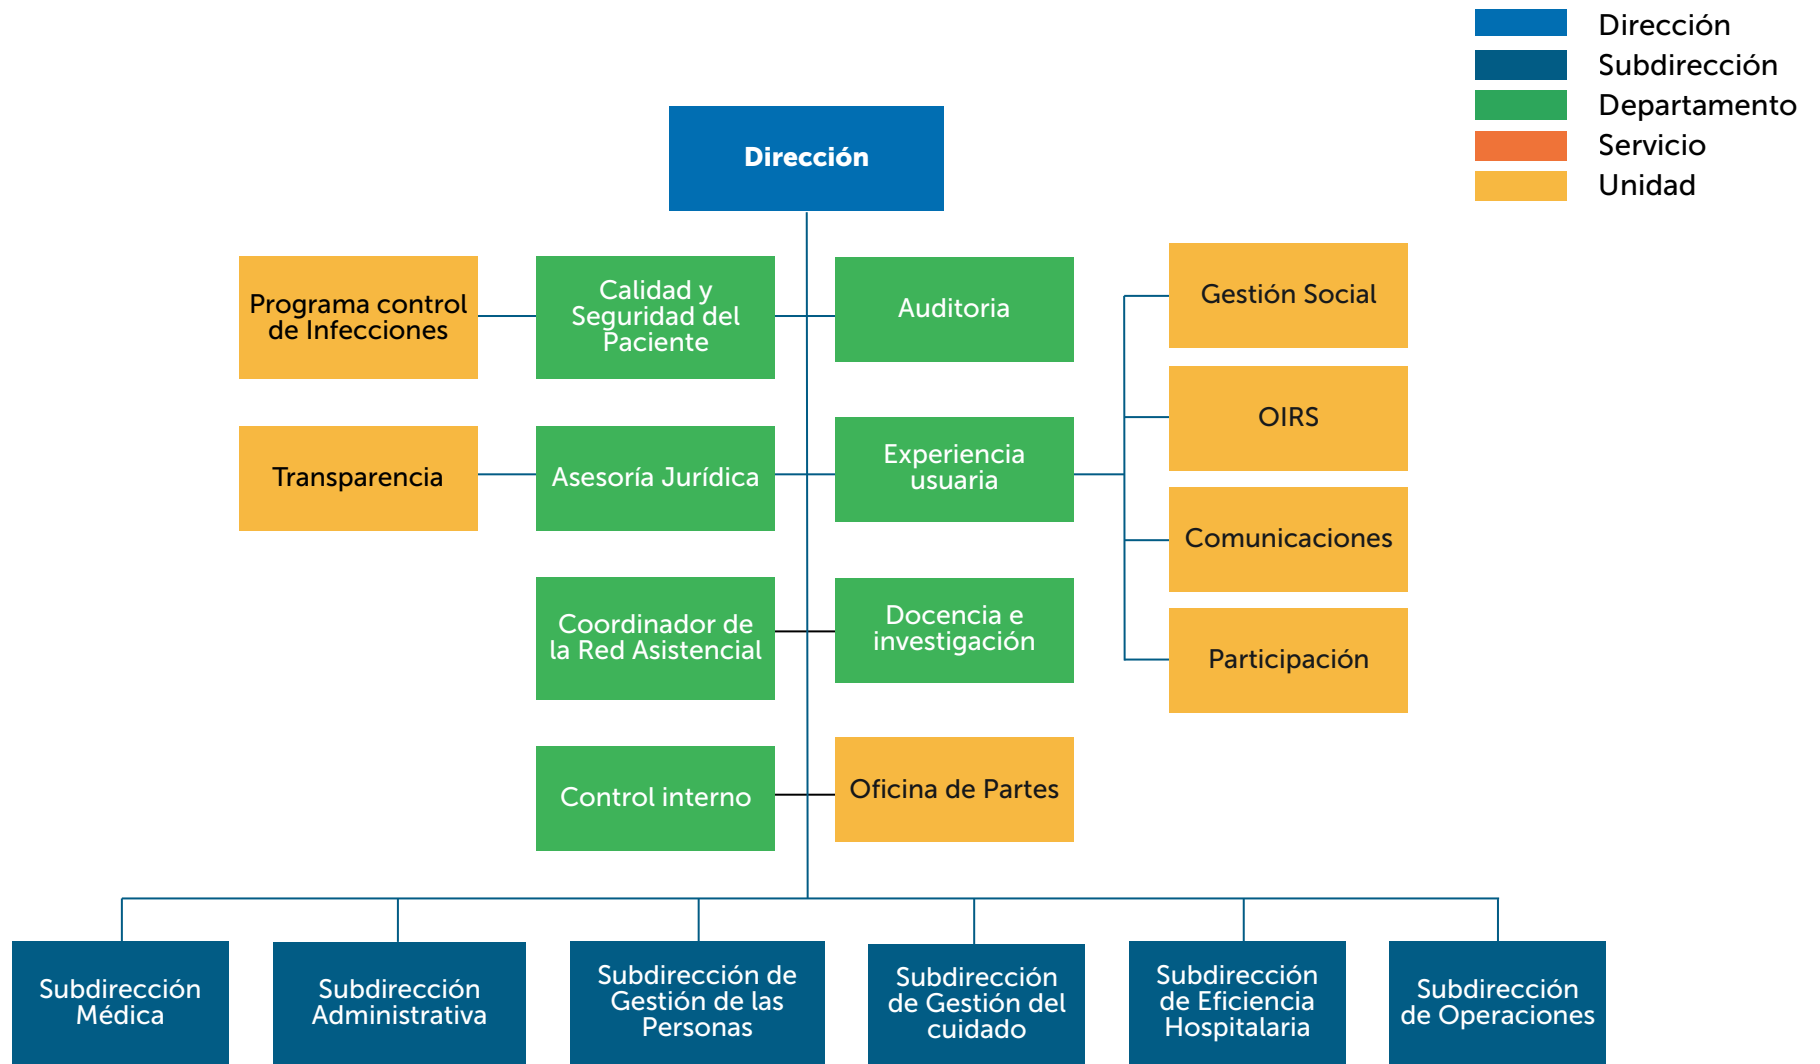 Dirección
Subdirección
Departamento
Servicio
Unidad
Dirección
Programa control
de Infecciones
Calidad y
Seguridad del
Paciente
Auditoria
Gestión Social
OIRS
Transparencia
Asesoría Jurídica
Experiencia
usuaria
Comunicaciones
Coordinador de
la Red Asistencial
Docencia e
investigación
Participación
Control interno
Oficina de Partes
Subdirección
Médica
Subdirección
Administrativa
Subdirección de
Gestión de las
Personas
Subdirección
de Gestión del
cuidado
Subdirección
de Eficiencia
Hospitalaria
Subdirección
de Operaciones